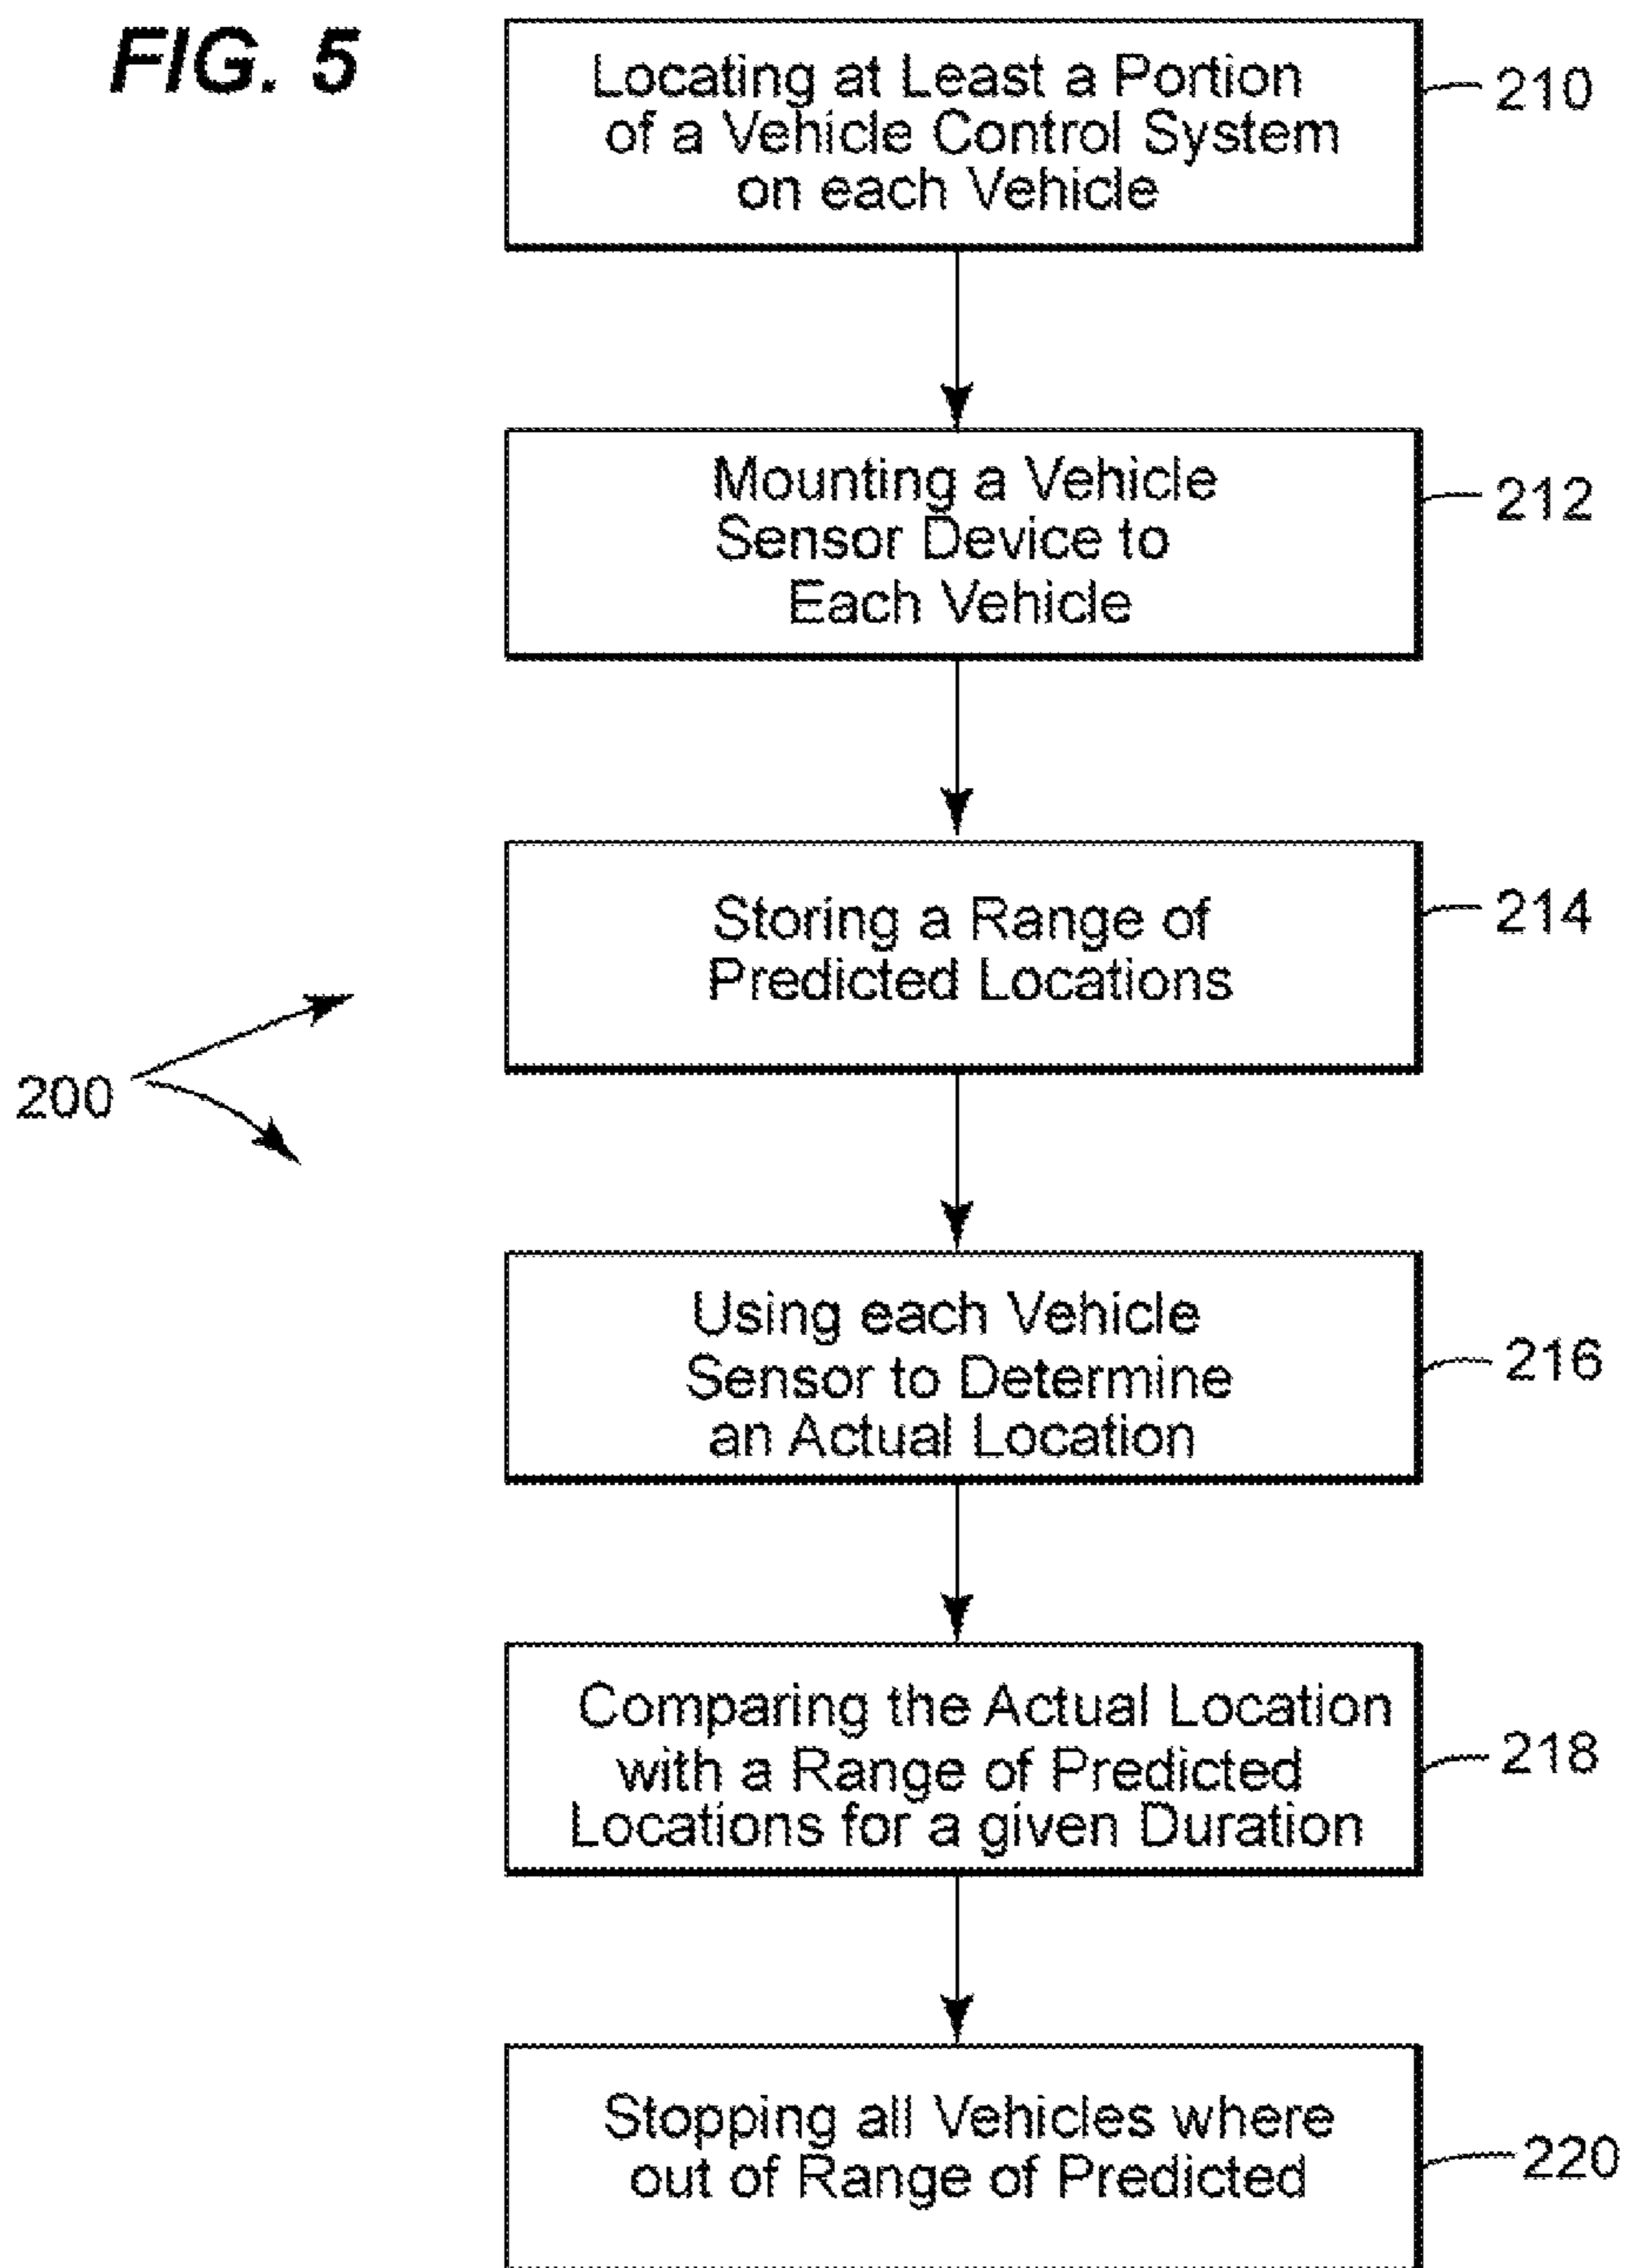 FIG. 5
Locating at Least a Portion
of a Vehicle Control System
on each Vehicle
210
Mounting a Vehicle
Sensor Device to
Each Vehicle
212
Storing a Range of
Predicted Locations
214
200
Using each Vehicle
Sensor to Determine
an Actual Location
216
Comparing the Actual Location
with a Range of Predicted
Locations for a given Duration
218
Stopping all Vehicles where
out of Range of Predicted
220